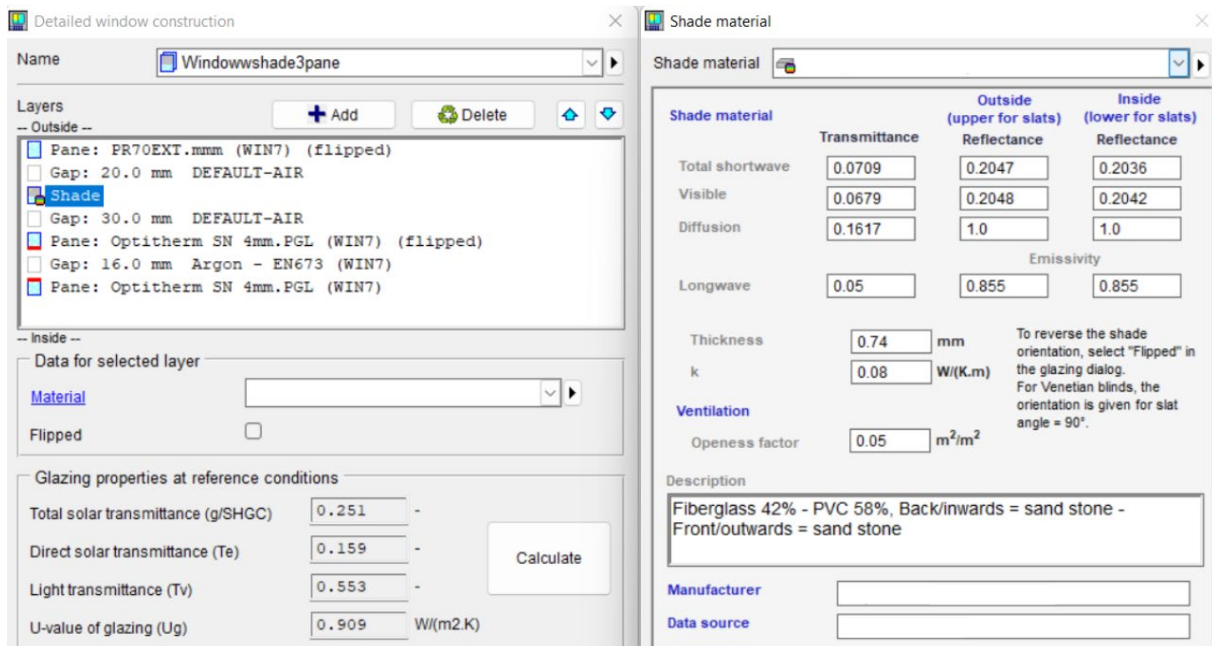 Detailed window construction
Name Windowwshade3pane
Layers
-- Outside --
Add Delete
Pane: PR70EXT.mmm (WIN7) (flipped)
Gap: 20.0 mm DEFAULT-AIR
Shade
Gap: 30.0 mm DEFAULT-AIR
Pane: Optitherm SN 4mm.PGL (WIN7) (flipped)
Gap: 16.0 mm Argon - EN673 (WIN7)
Pane: Optitherm SN 4mm.PGL (WIN7)
-- Inside --
Data for selected layer
Material
Flipped
Glazing properties at reference conditions
Total solar transmittance (g/SHGC) 0.251 -
Direct solar transmittance (Te) 0.159 -
Light transmittance (Tv) 0.553 -
U-value of glazing (Ug) 0.909 W/(m2.K)
Calculate
Shade material
Shade material
Shade material
Transmittance
Outside
(upper for slats)
Reflectance
Inside
(lower for slats)
Reflectance
Total shortwave 0.0709 0.2047 0.2036
Visible 0.0679 0.2048 0.2042
Diffusion 0.1617 1.0 1.0
Emissivity
Longwave 0.05 0.855 0.855
Thickness 0.74 mm
k 0.08 W/(K.m)
To reverse the shade
orientation, select "Flipped" in
the glazing dialog.
For Venetian blinds, the
orientation is given for slat
angle = 90°.
Ventilation
Openess factor 0.05 m²/m²
Description
Fiberglass 42% - PVC 58%, Back/inwards = sand stone -
Front/outwards = sand stone
Manufacturer
Data source